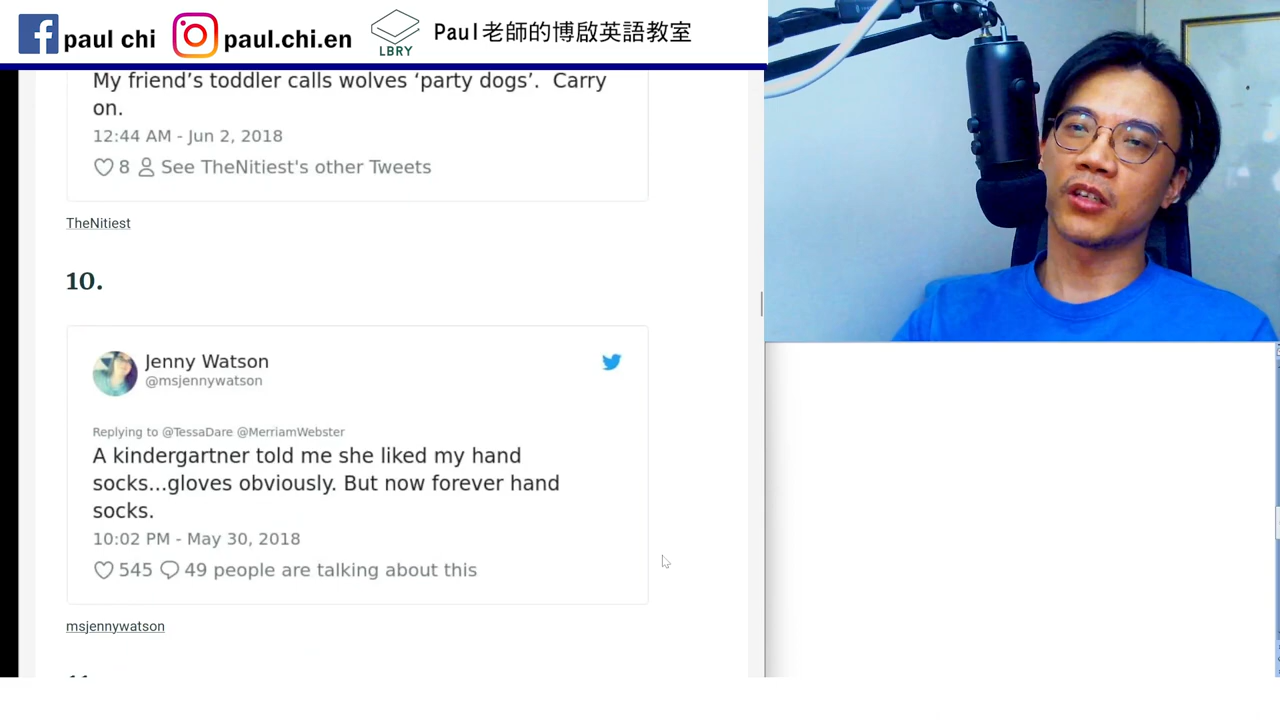 paul chi paul.chi.en LBRY Paul老師的博啟英語教室
My friend’s toddler calls wolves ‘party dogs’.  Carry
on.
12:44 AM - Jun 2, 2018
8 See TheNitiest's other Tweets
TheNitiest
10.
Jenny Watson
@msjennywatson
Replying to @TessaDare @MerriamWebster
A kindergartner told me she liked my hand
socks...gloves obviously. But now forever hand
socks.
10:02 PM - May 30, 2018
545 49 people are talking about this
msjennywatson